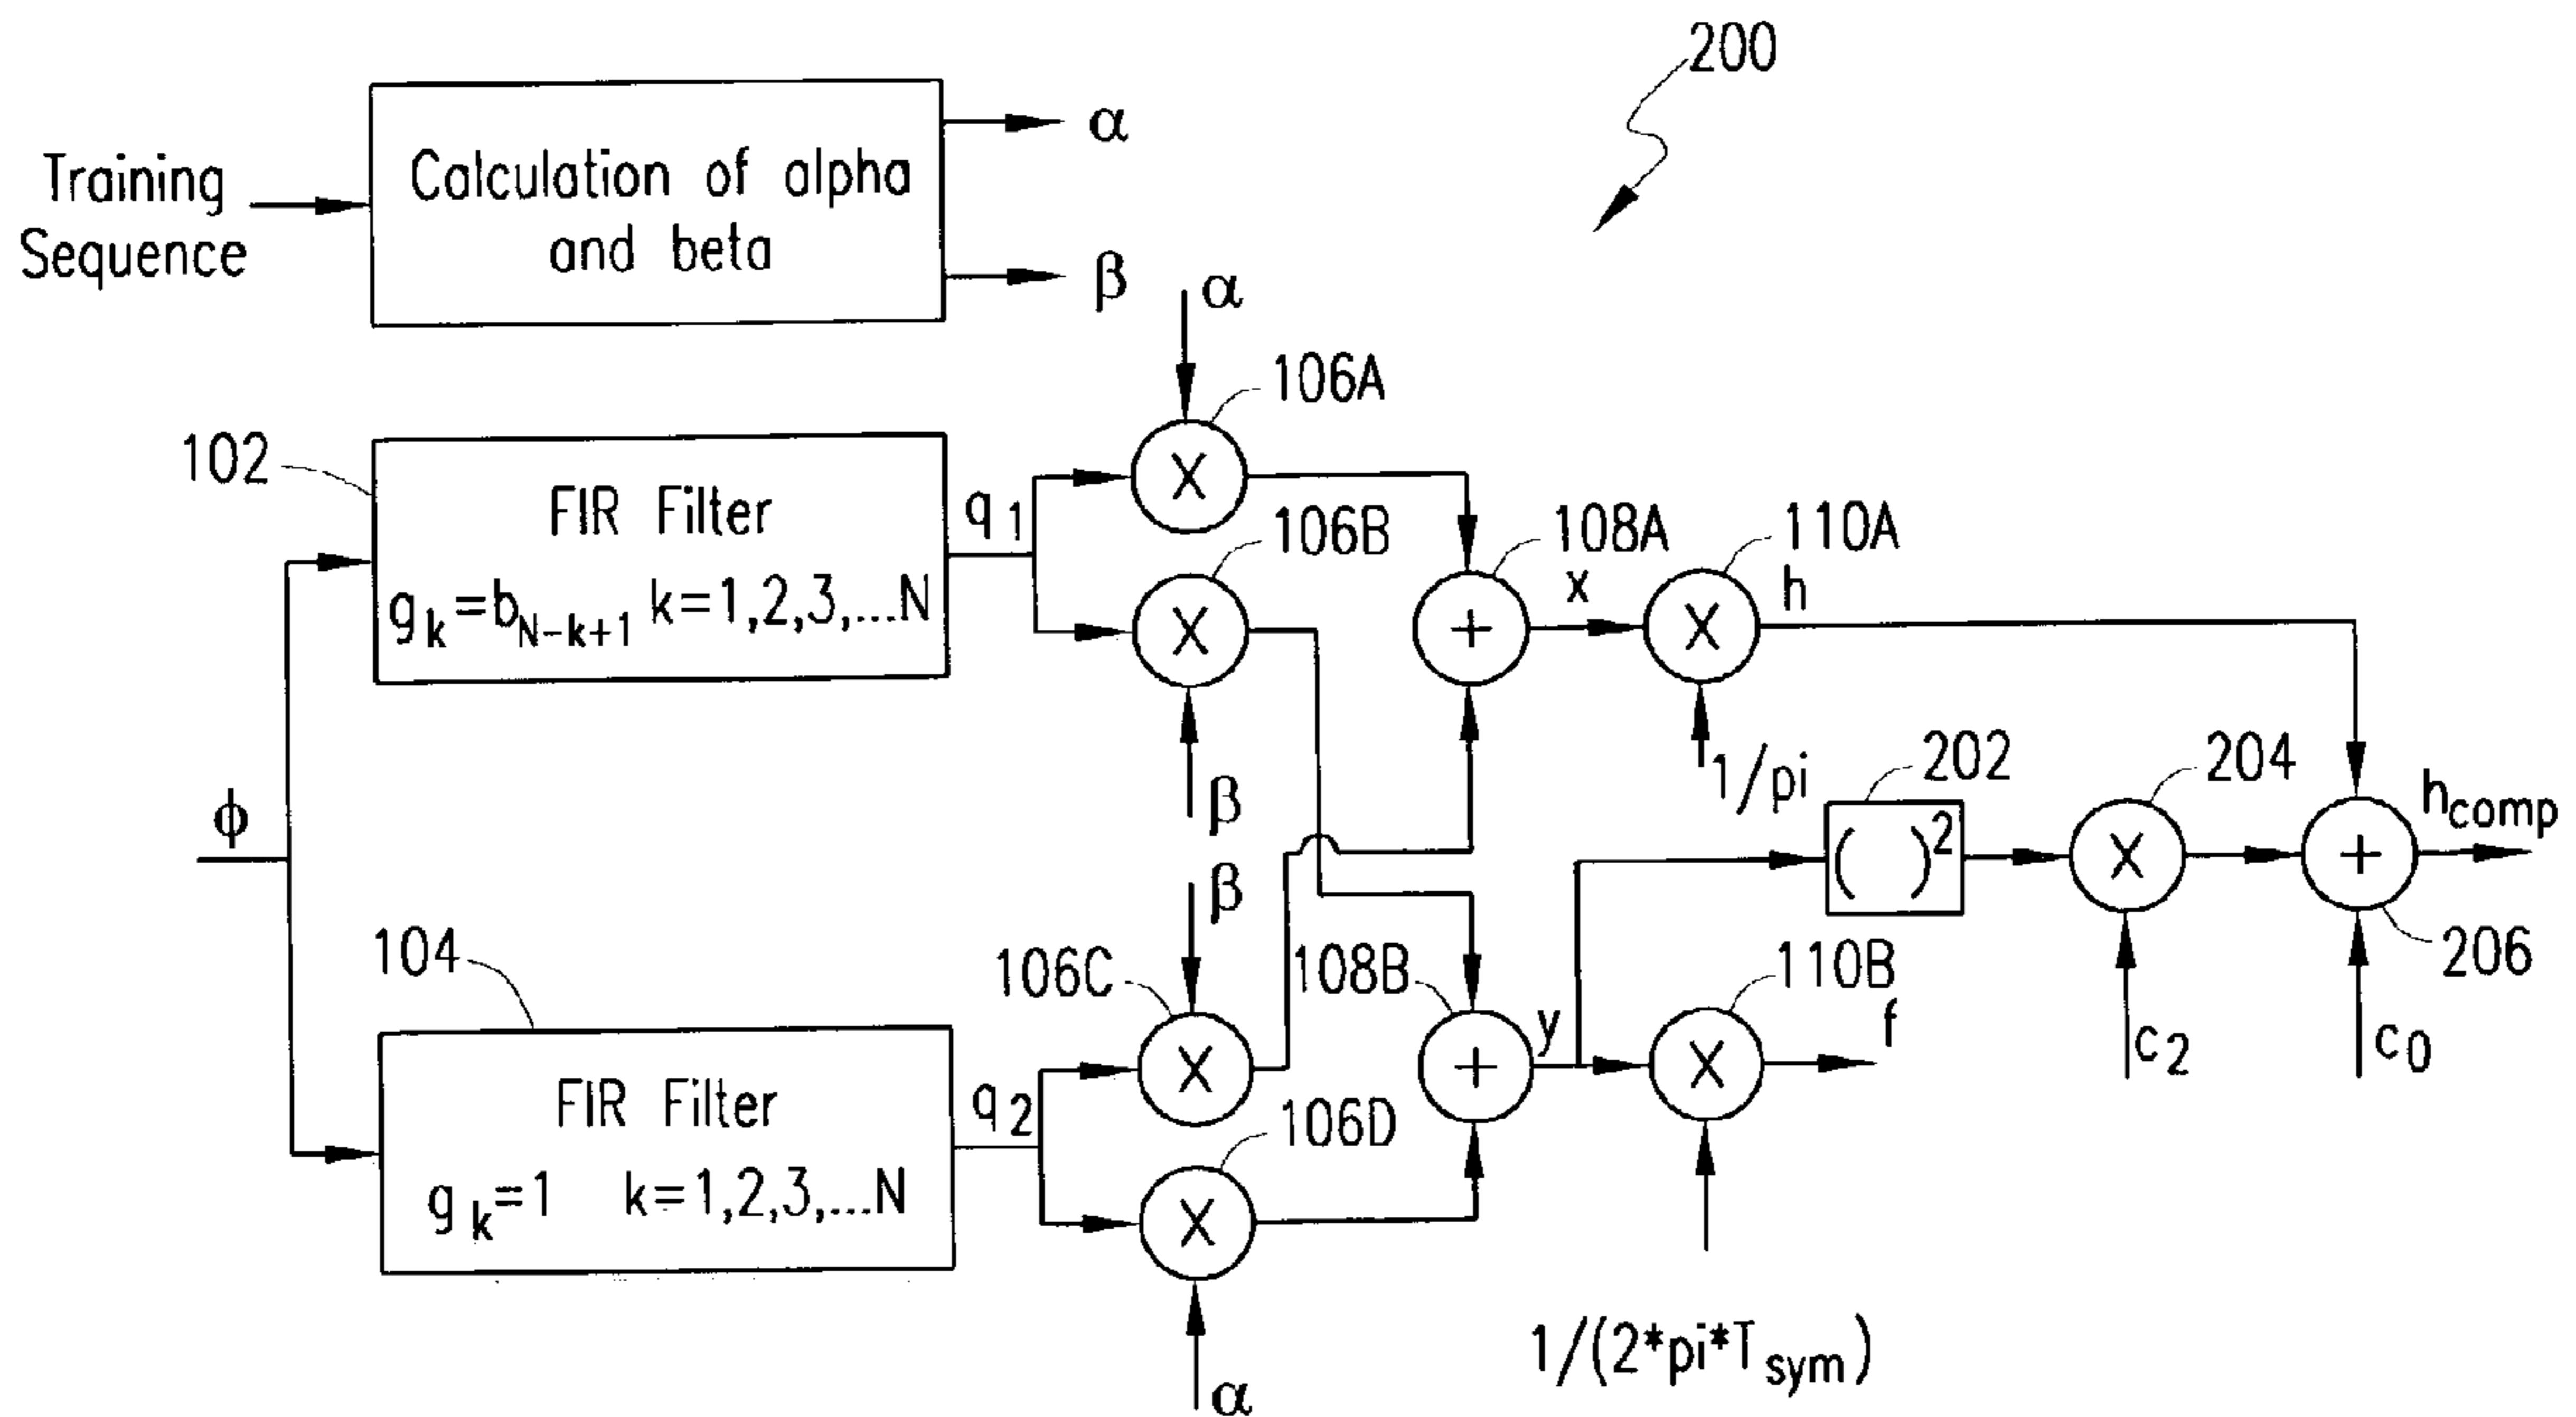 200
Training
Sequence
Calculation of alpha
and beta
α
β
α
106A
102
FIR Filter
g_k=b_{N-k+1} k=1,2,3,...N
q_1
X
106B
X
β
108A
+
x
110A
X
h
1/pi
ϕ
202
( )^2
204
X
h_comp
+
206
c_2
c_0
β
104
FIR Filter
g_k=1 k=1,2,3,...N
q_2
106C
X
108B
+
y
110B
X
f
106D
X
α
1/(2*pi*T_sym)